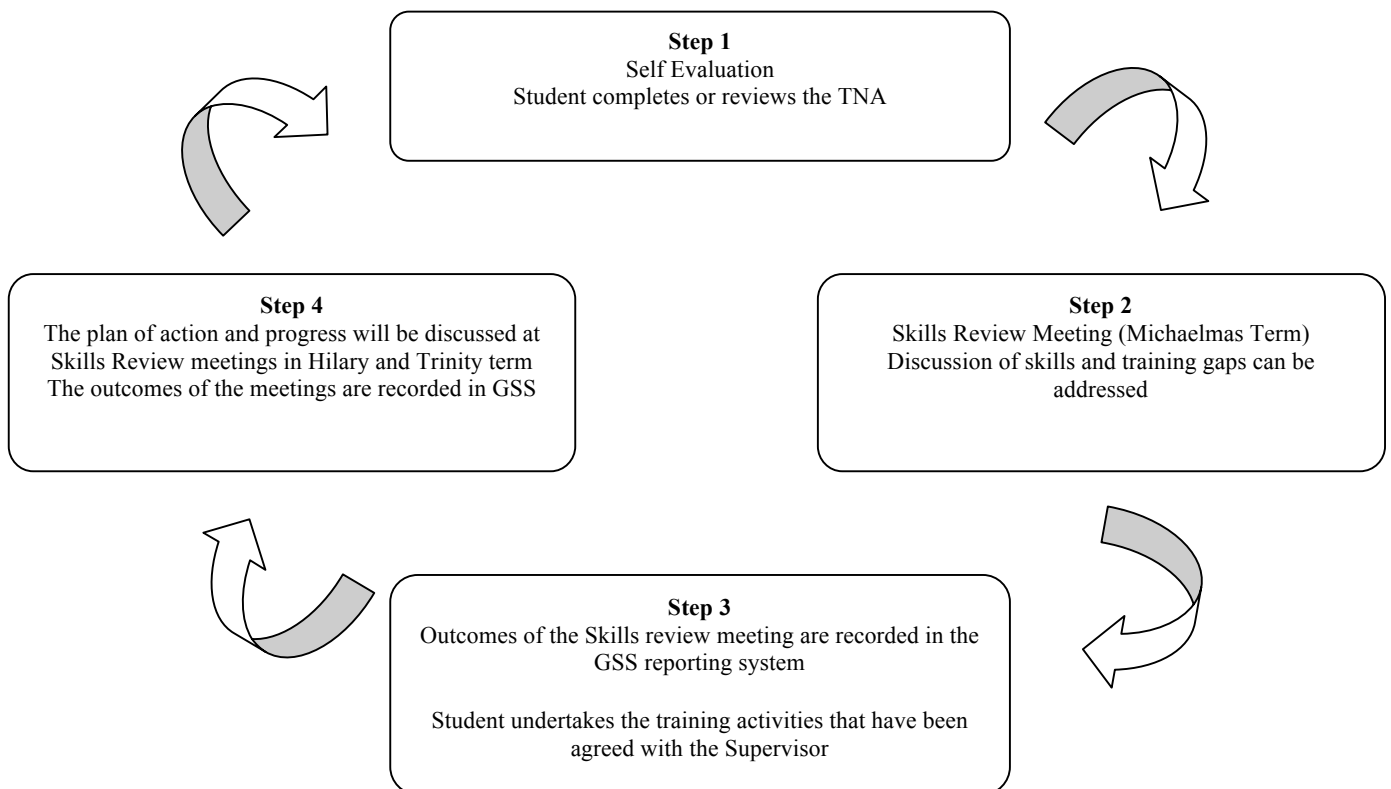 Step 1
Self Evaluation
Student completes or reviews the TNA
Step 2
Skills Review Meeting (Michaelmas Term)
Discussion of skills and training gaps can be
addressed
Step 3
Outcomes of the Skills review meeting are recorded in the
GSS reporting system
Student undertakes the training activities that have been
agreed with the Supervisor
Step 4
The plan of action and progress will be discussed at
Skills Review meetings in Hilary and Trinity term
The outcomes of the meetings are recorded in GSS